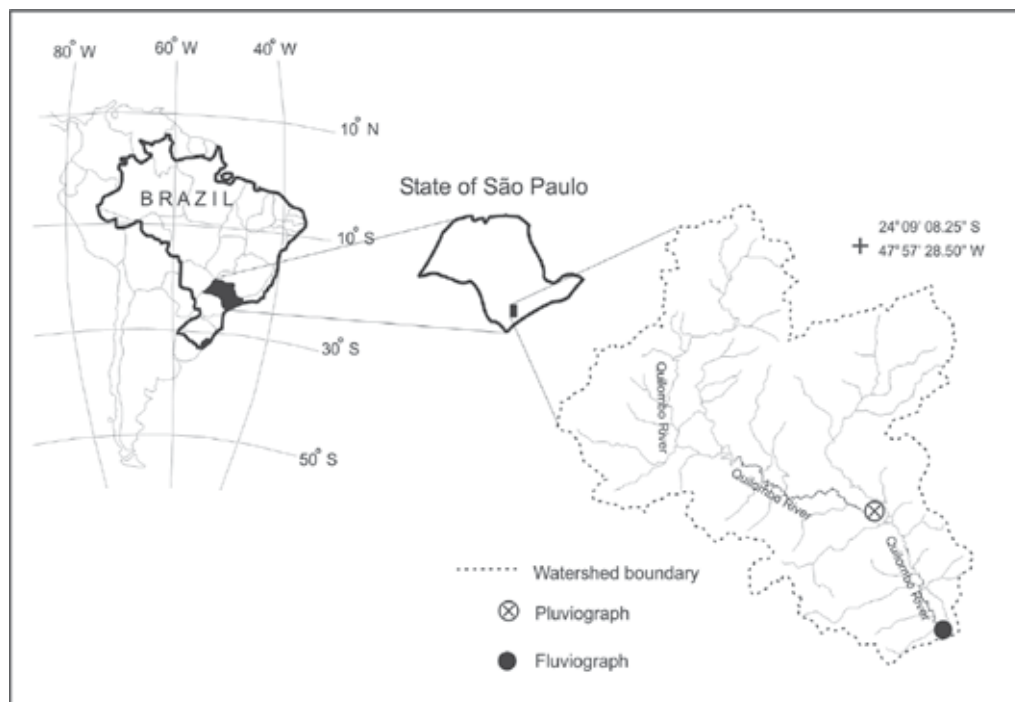 80° W
60° W
40° W
10° N
BRAZIL
State of São Paulo
10° S
24° 09' 08.25" S
47° 57' 28.50" W
30° S
Quilombo River
50° S
Quilombo River
Quilombo River
Watershed boundary
Pluviograph
Fluviograph